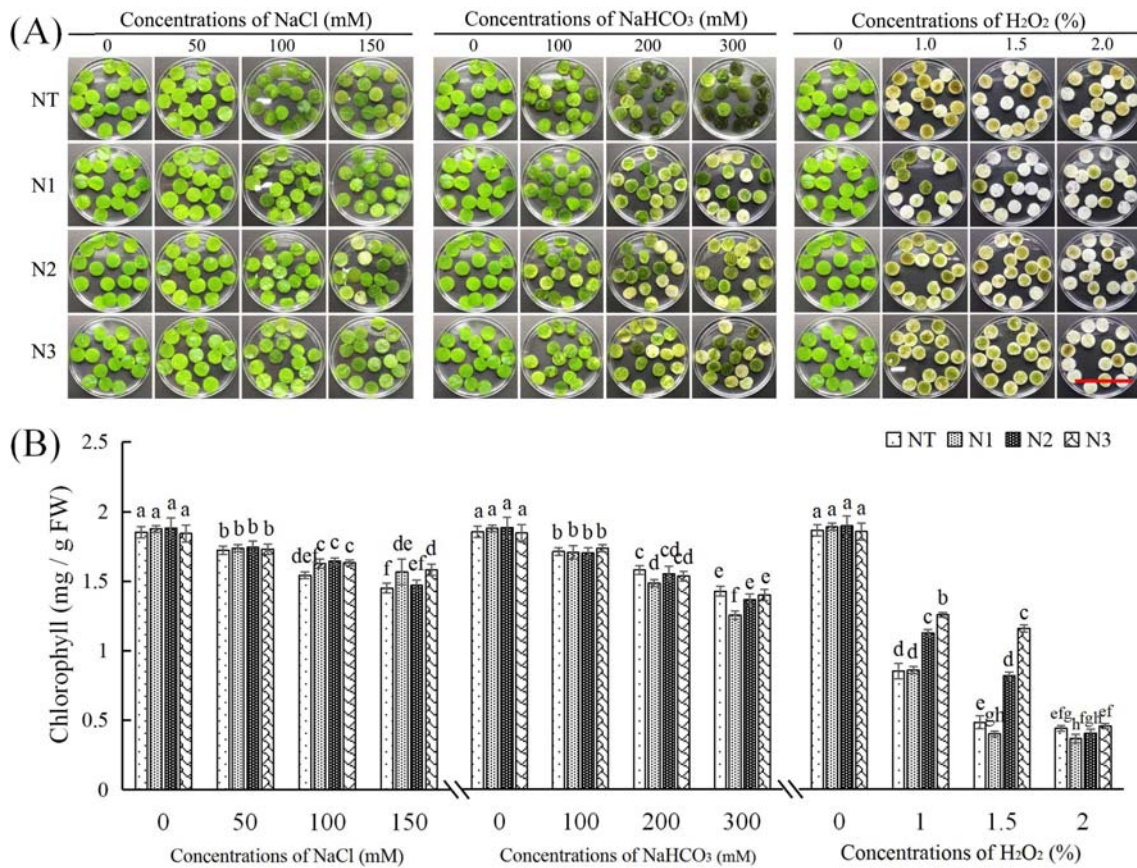 (A)
Concentrations of NaCl (mM)
Concentrations of NaHCO₃ (mM)
Concentrations of H₂O₂ (%)
0 50 100 150
0 100 200 300
0 1.0 1.5 2.0
NT
N1
N2
N3
(B)
NT N1 N2 N3
Chlorophyll (mg / g FW)
2.5
2
1.5
1
0.5
0
a a a a b b b b de c c c f de ef d
a a a a b b b b c d cd cd e f e e
a a a a d d c b e gh d c efg h fgh ef
0 50 100 150
0 100 200 300
0 1 1.5 2
Concentrations of NaCl (mM)
Concentrations of NaHCO₃ (mM)
Concentrations of H₂O₂ (%)